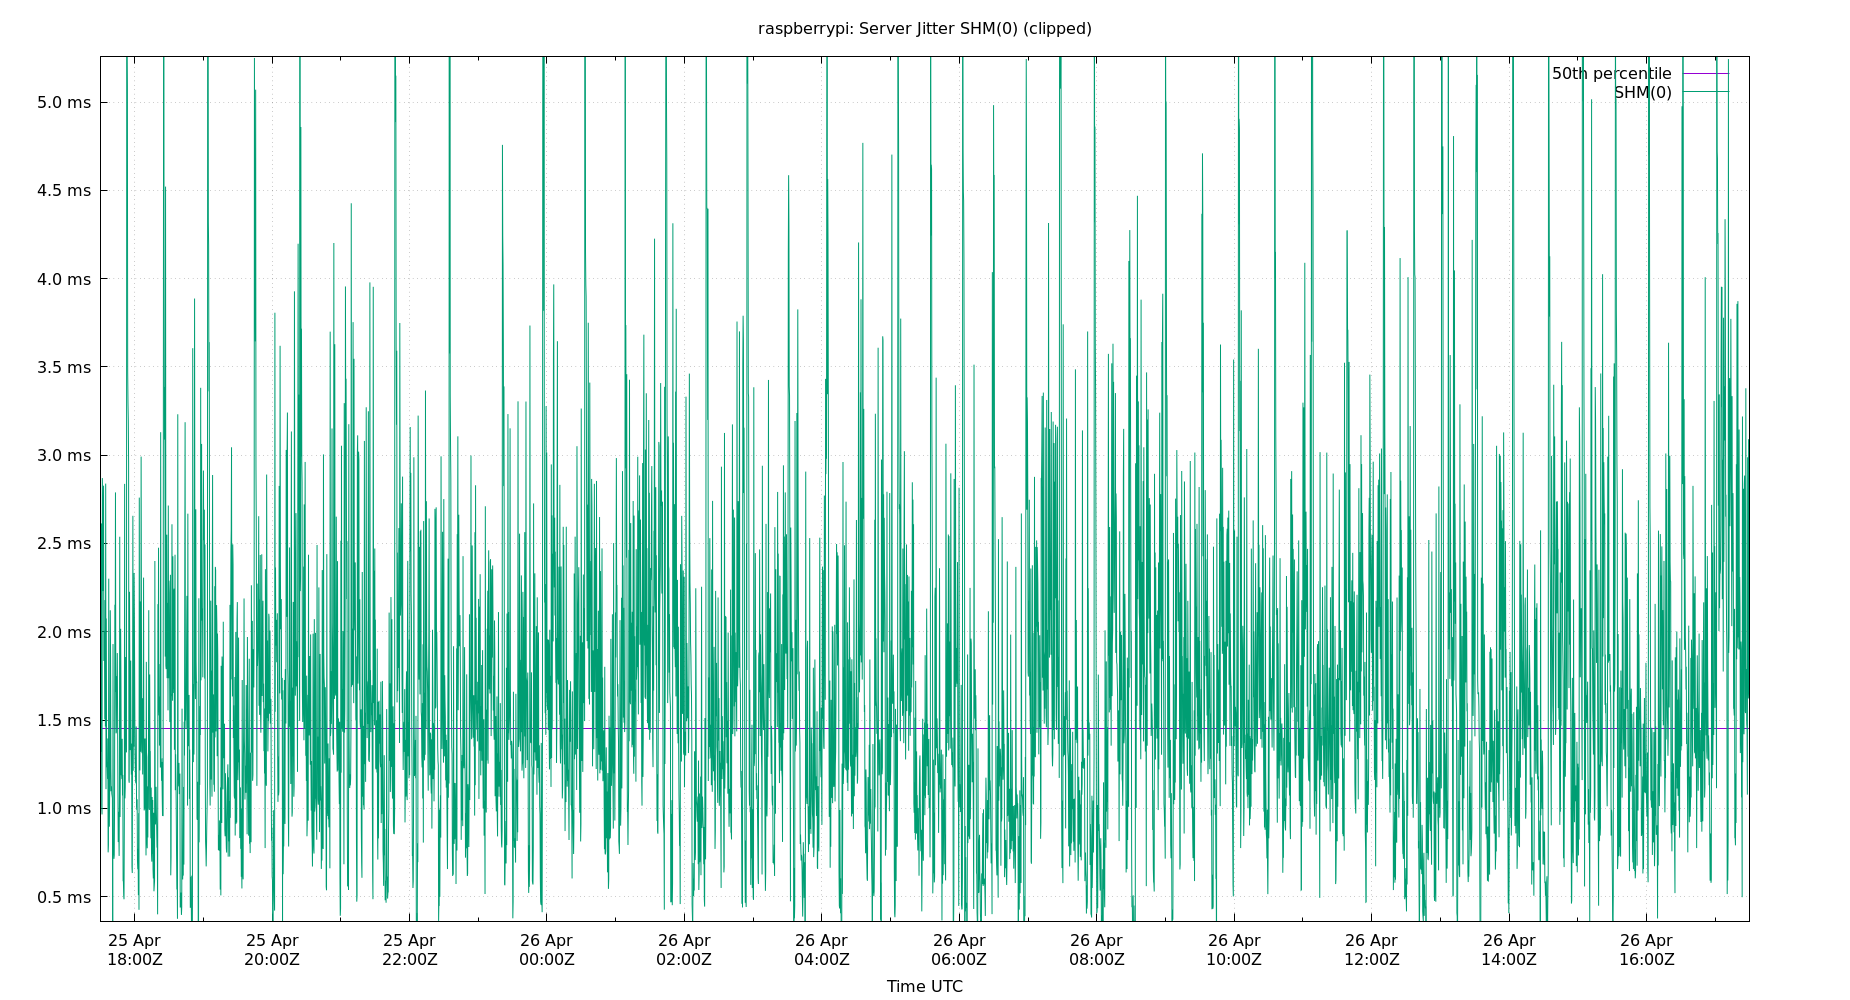 raspberrypi: Server Jitter SHM(0) (clipped)
50th percentile
SHM(0)
5.0 ms
4.5 ms
4.0 ms
3.5 ms
3.0 ms
2.5 ms
2.0 ms
1.5 ms
1.0 ms
0.5 ms
25 Apr 25 Apr 25 Apr 26 Apr 26 Apr 26 Apr 26 Apr 26 Apr 26 Apr 26 Apr 26 Apr 26 Apr
18:00Z 20:00Z 22:00Z 00:00Z 02:00Z 04:00Z 06:00Z 08:00Z 10:00Z 12:00Z 14:00Z 16:00Z
Time UTC